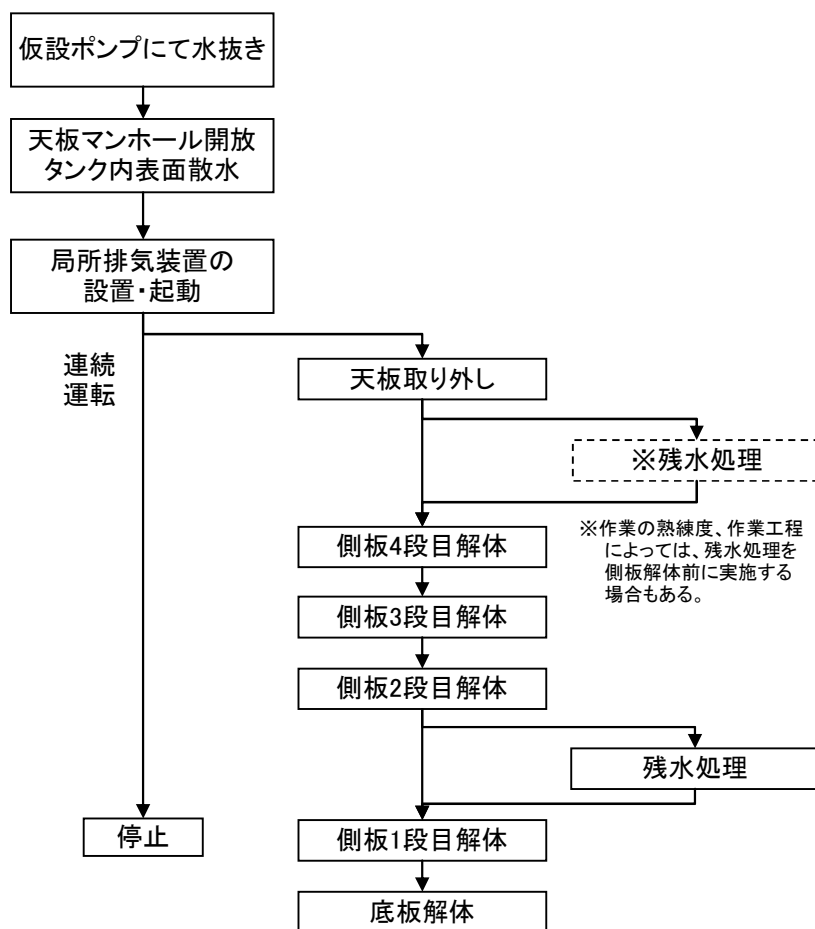 仮設ポンプにて水抜き
天板マンホール開放
タンク内表面散水
局所排気装置の
設置・起動
連続
運転
天板取り外し
※残水処理
※作業の熟練度、作業工程
によっては、残水処理を
側板解体前に実施する
場合もある。
側板4段目解体
側板3段目解体
側板2段目解体
残水処理
停止
側板1段目解体
底板解体